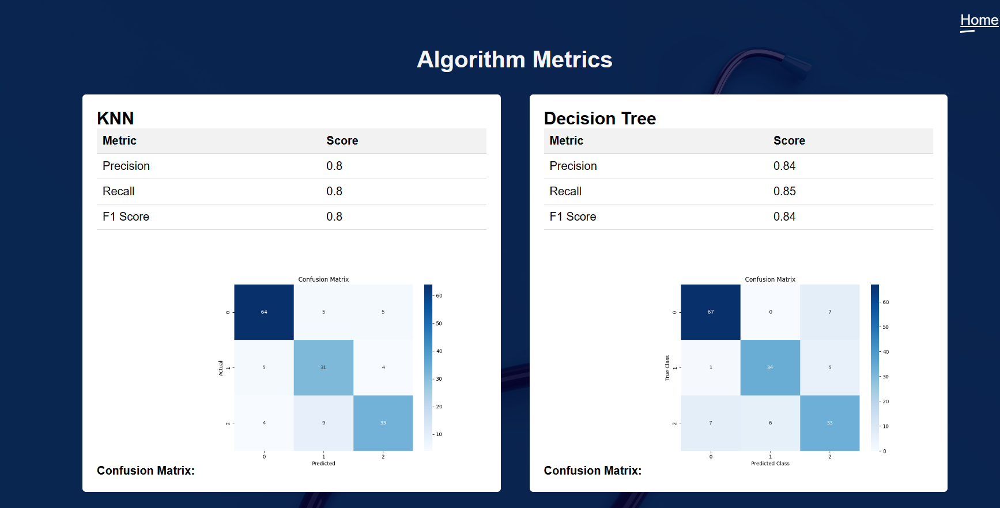 Home
Algorithm Metrics
KNN
Metric Score
Precision 0.8
Recall 0.8
F1 Score 0.8
Confusion Matrix
0 64 5 5
1 5 31 4
2 4 9 33
0 1 2
Predicted
Actual
60
50
40
30
20
10
Confusion Matrix:
Decision Tree
Metric Score
Precision 0.84
Recall 0.85
F1 Score 0.84
Confusion Matrix
0 67 0 7
1 1 34 5
2 7 6 33
0 1 2
Predicted Class
True Class
60
50
40
30
20
10
0
Confusion Matrix: